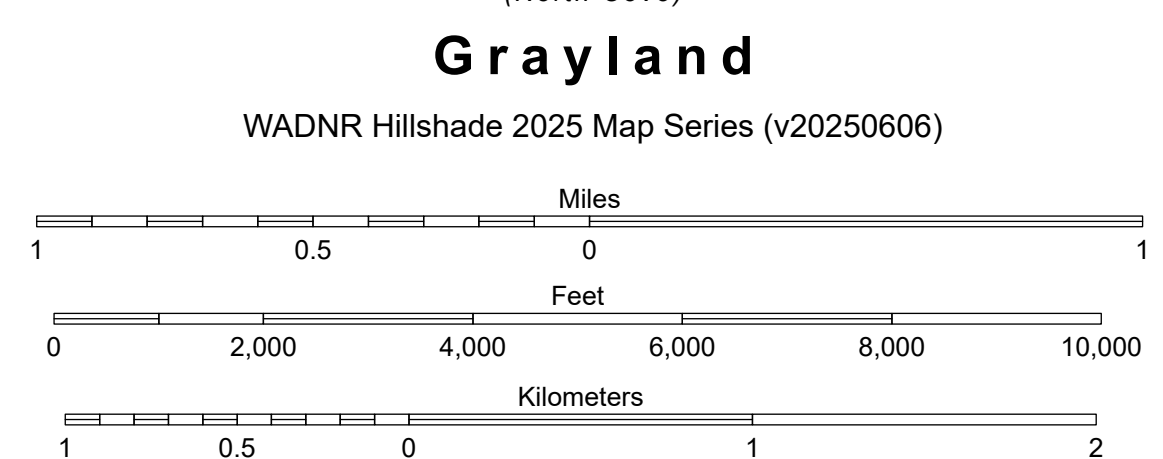 Grayland
WADNR Hillshade 2025 Map Series (v20250606)
Miles
1 0.5 0 1
Feet
0 2,000 4,000 6,000 8,000 10,000
Kilometers
1 0.5 0 1 2